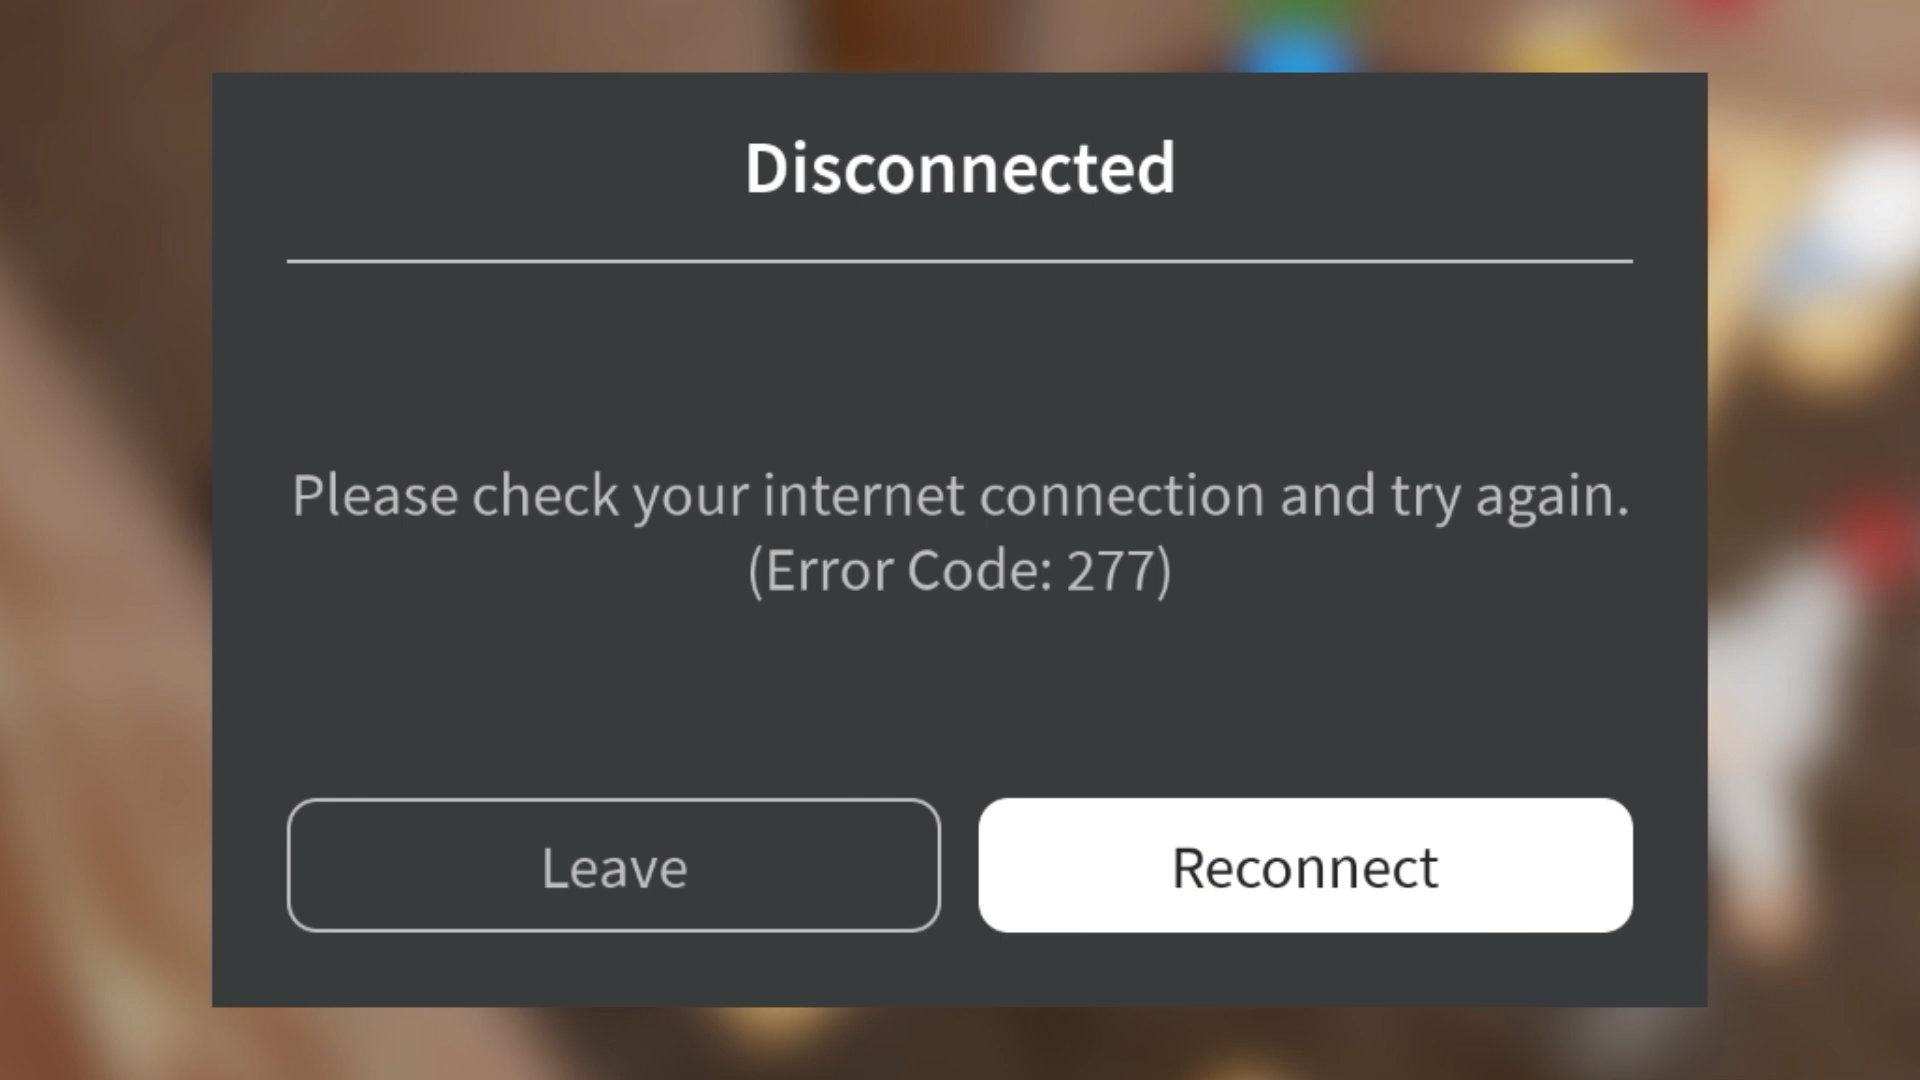 Disconnected
Please check your internet connection and try again.
(Error Code: 277)
Leave
Reconnect